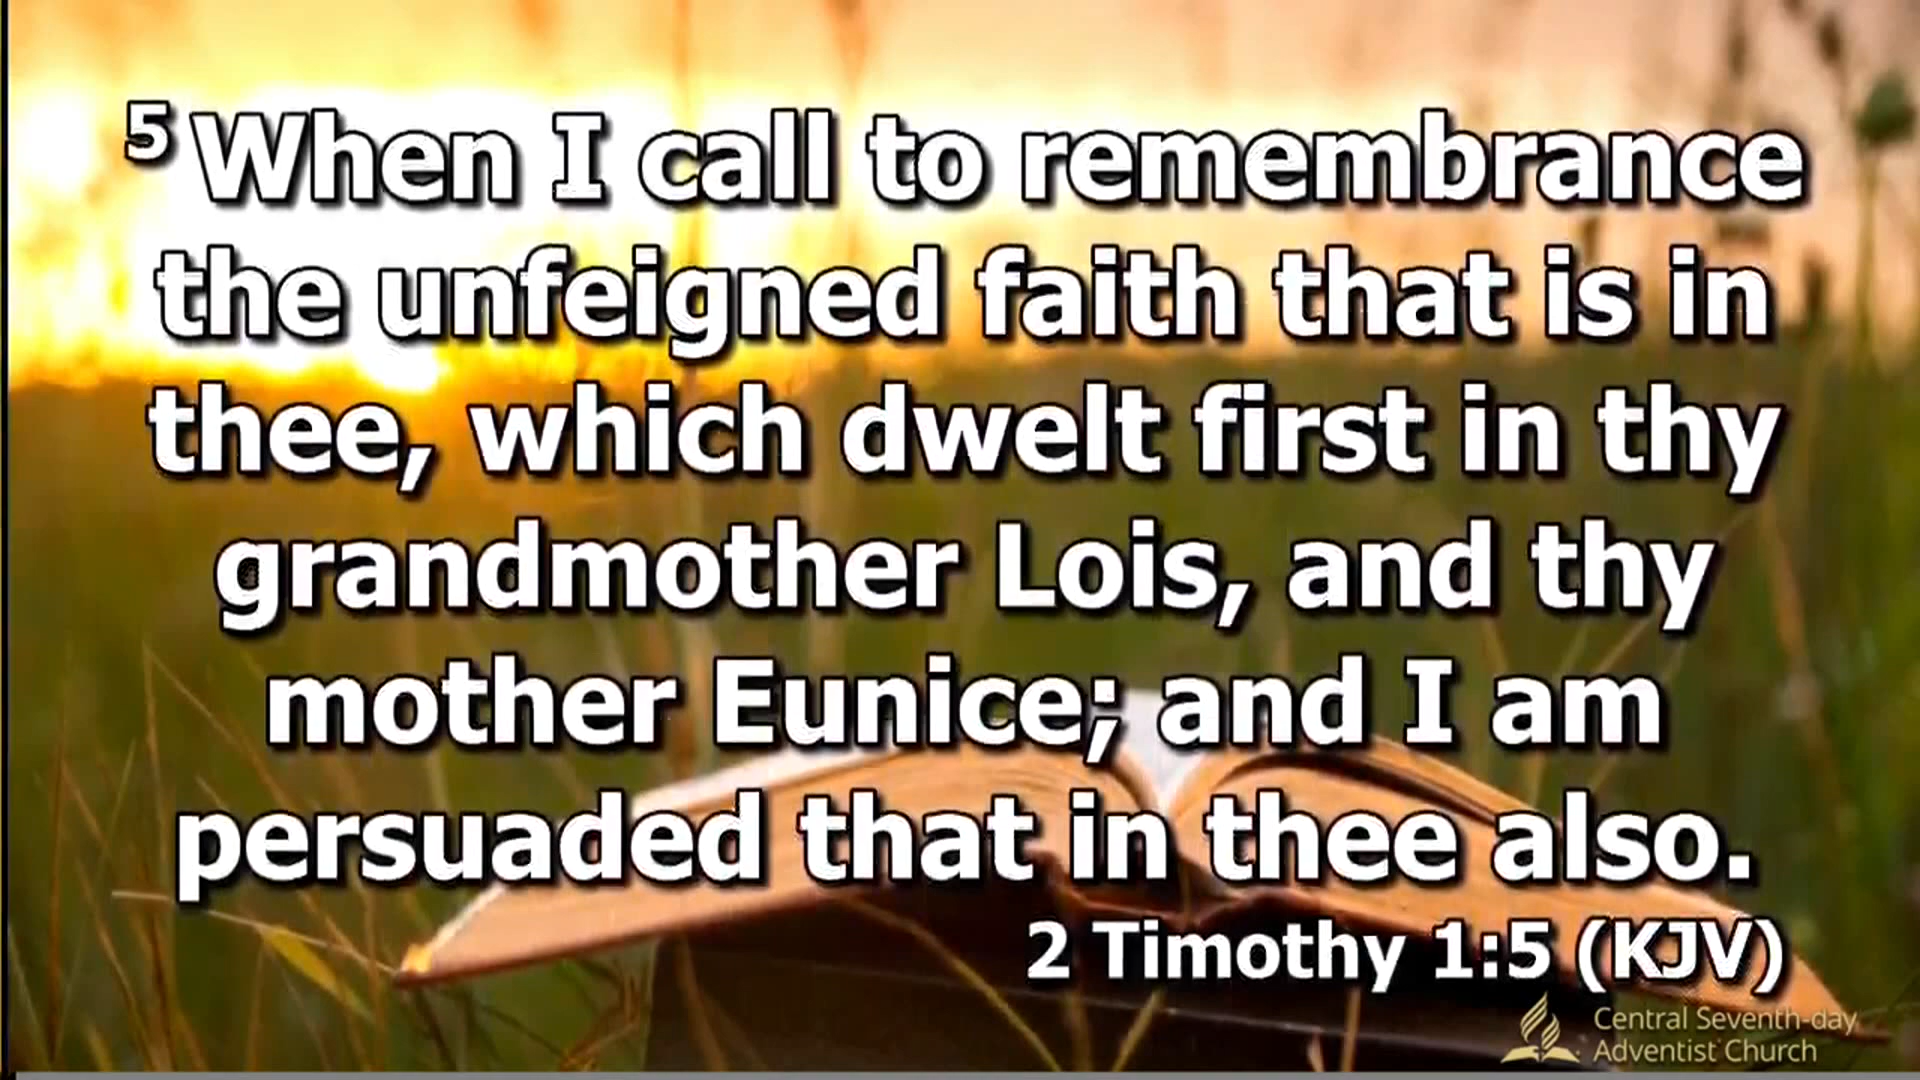 5 When I call to remembrance
the unfeigned faith that is in
thee, which dwelt first in thy
grandmother Lois, and thy
mother Eunice; and I am
persuaded that in thee also.
2 Timothy 1:5 (KJV)
Central Seventh-day
Adventist Church